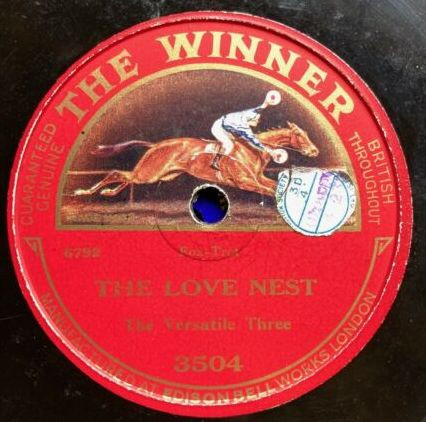 THE WINNER
GUARANTEED
GENUINE
BRITISH
THROUGHOUT
6792
Fox-Trot
THE LOVE NEST
The Versatile Three
3504
MANUFACTURED AT EDISON BELL WORKS LONDON